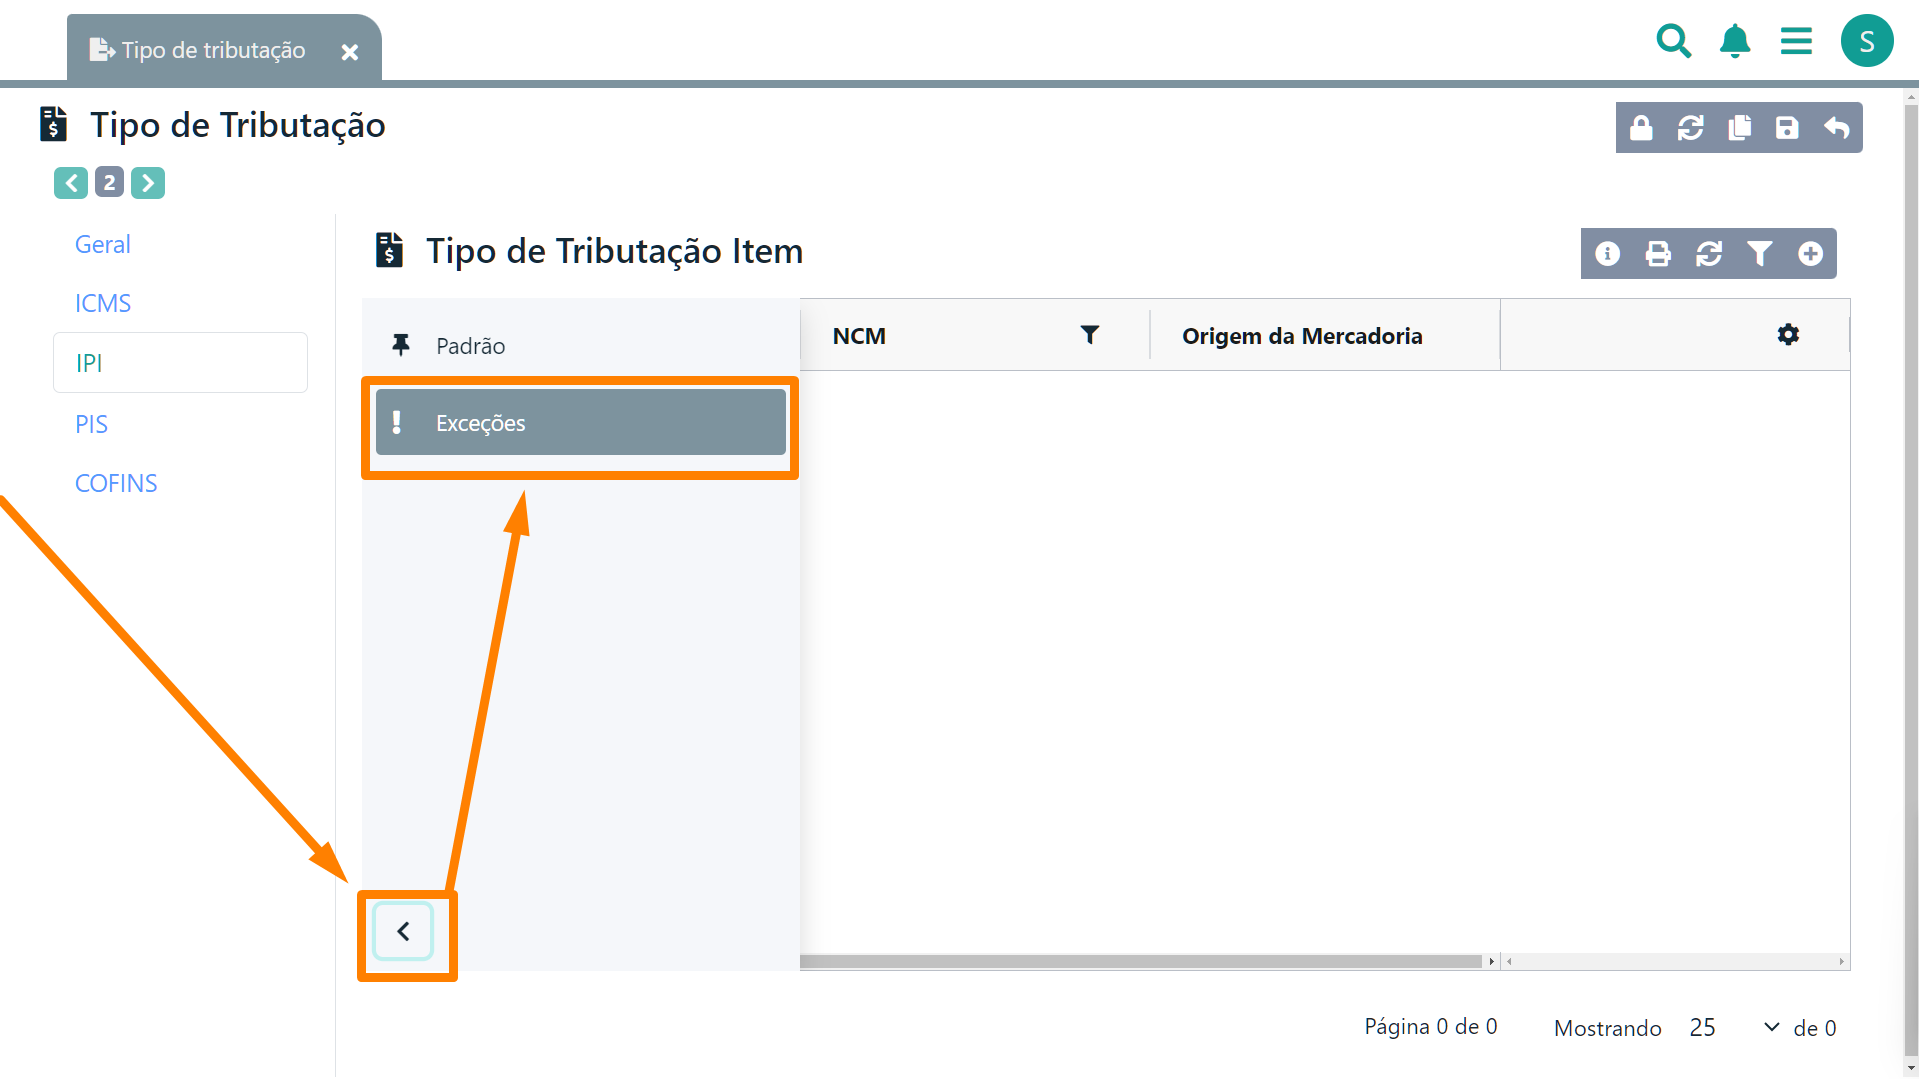 Tipo de tributação
S
Tipo de Tributação
2
Geral
ICMS
IPI
PIS
COFINS
Tipo de Tributação Item
Padrão
Exceções
NCM
Origem da Mercadoria
Página 0 de 0
Mostrando 25 de 0